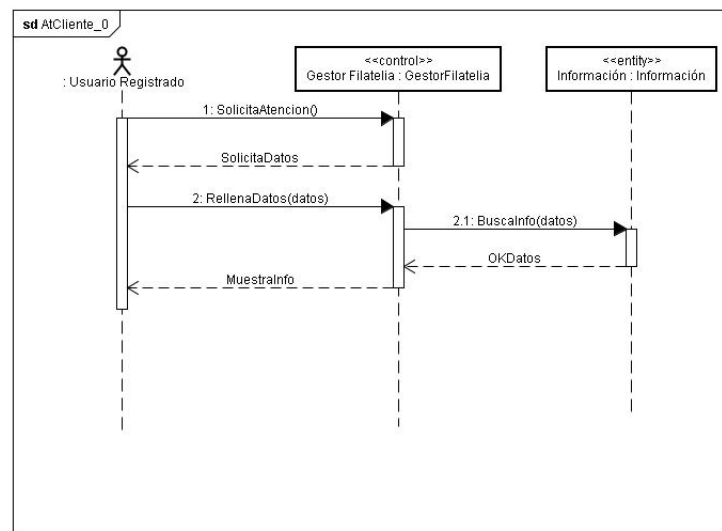 sd AtCliente_0
: Usuario Registrado
<<control>>
Gestor Filatelia : GestorFilatelia
<<entity>>
Información : Información
1: SolicitaAtencion()
SolicitaDatos
2: RellenaDatos(datos)
2.1: BuscaInfo(datos)
OKDatos
MuestraInfo